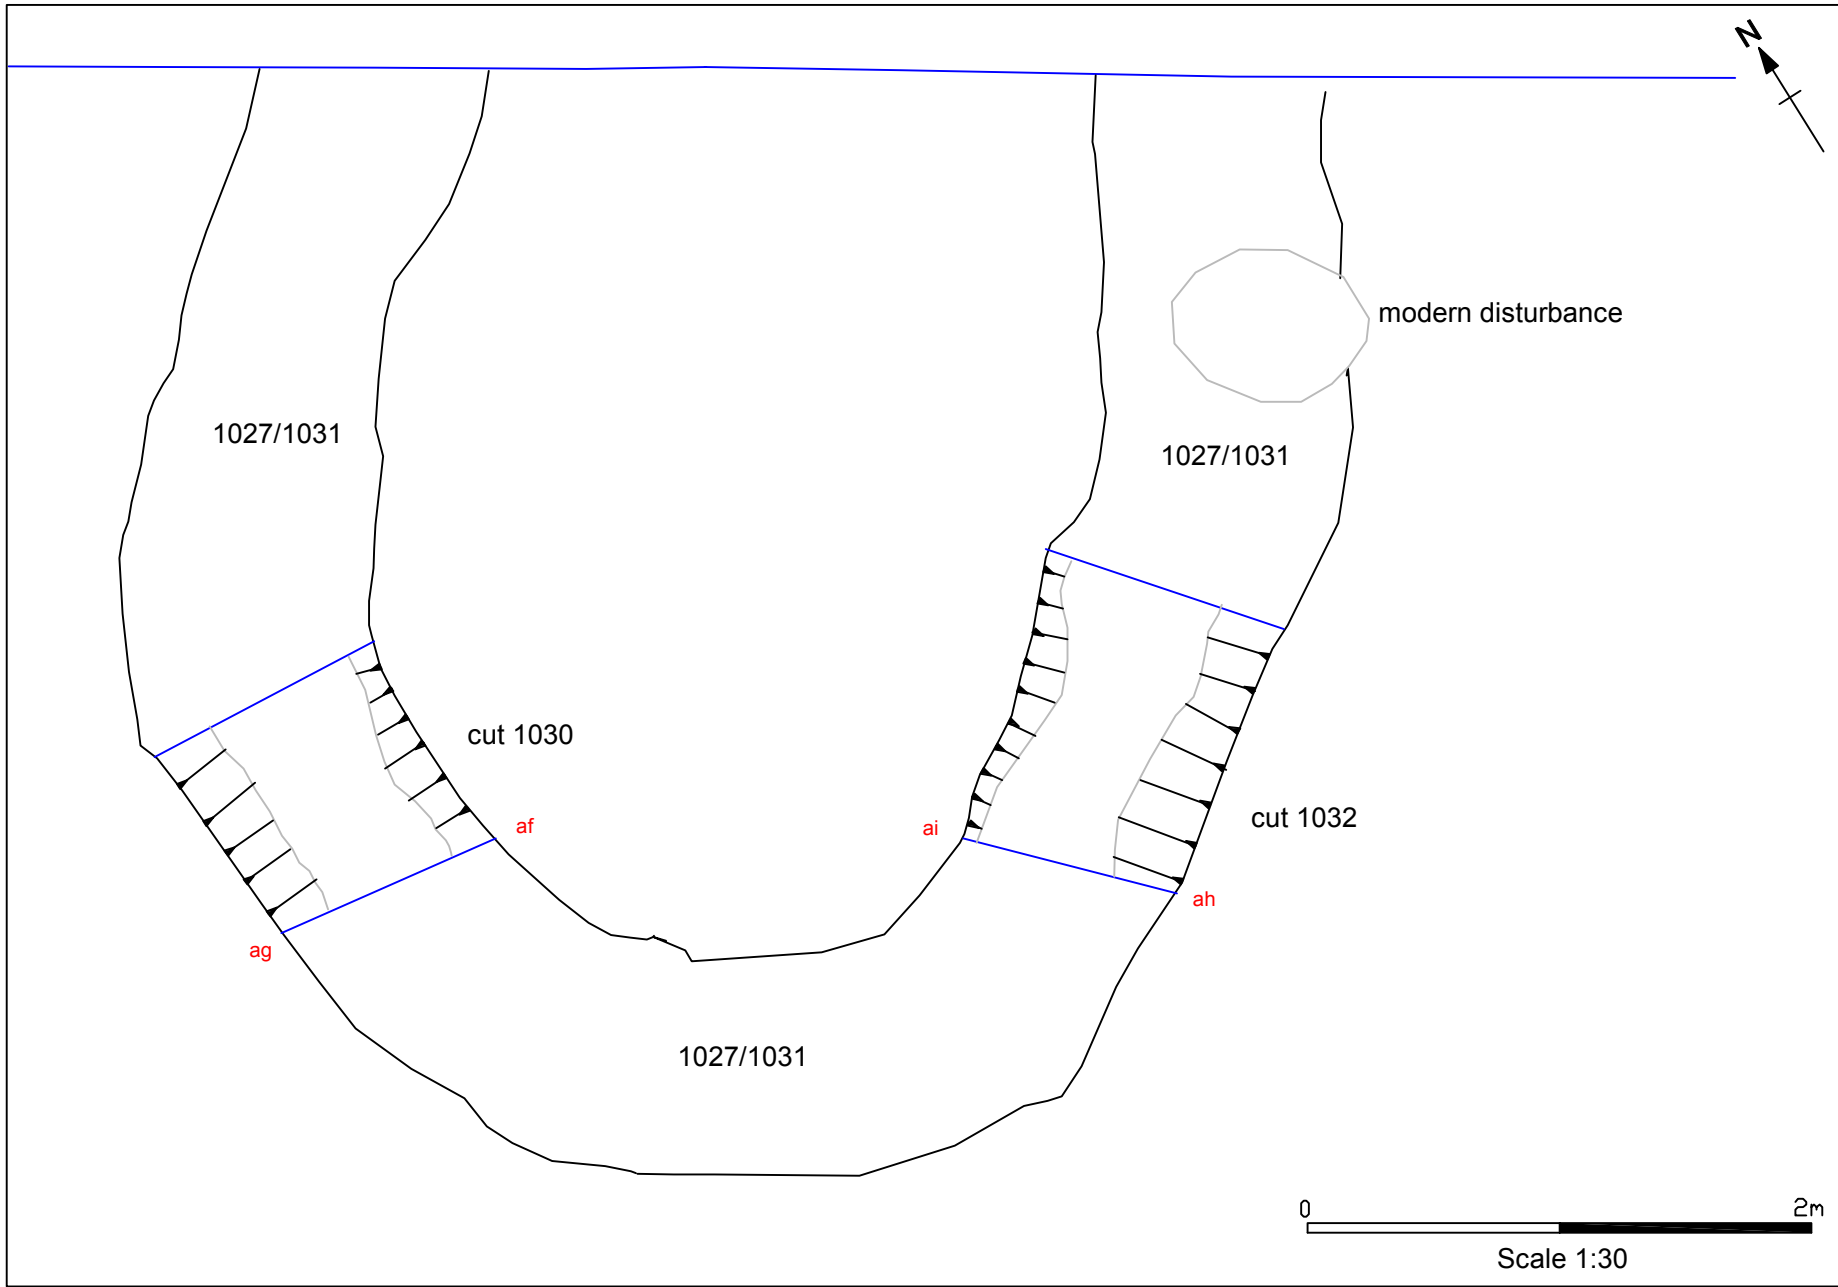 N
modern disturbance
1027/1031
1027/1031
cut 1030
cut 1032
af
ai
ah
ag
1027/1031
0 2m
Scale 1:30